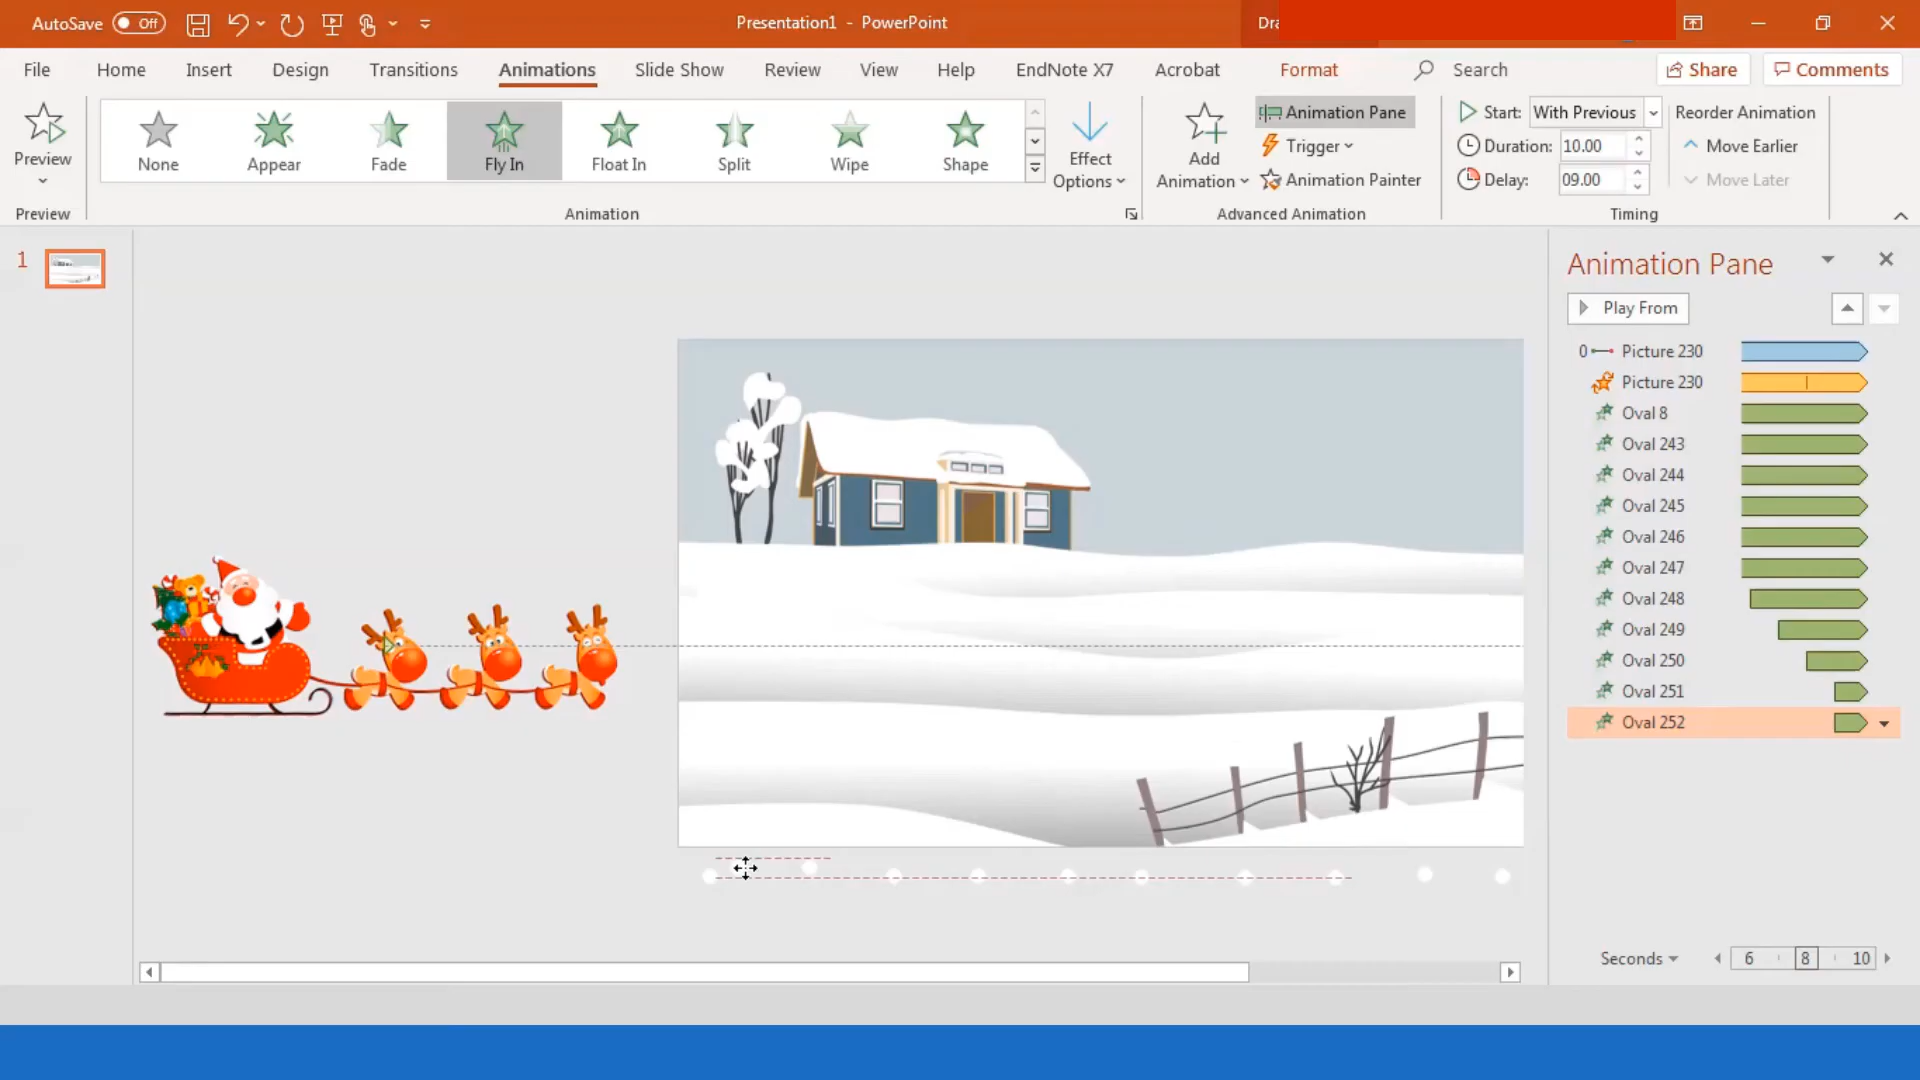 AutoSave Off Presentation1 - PowerPoint Dra
File Home Insert Design Transitions Animations Slide Show Review View Help EndNote X7 Acrobat Format Search Share Comments
Preview None Appear Fade Fly In Float In Split Wipe Shape Effect Options Add Animation Animation Pane Trigger Animation Painter Start: With Previous Duration: 10.00 Delay: 09.00 Reorder Animation Move Earlier Move Later
Preview Animation Advanced Animation Timing
1
Animation Pane
Play From
0 Picture 230
Picture 230
Oval 8
Oval 243
Oval 244
Oval 245
Oval 246
Oval 247
Oval 248
Oval 249
Oval 250
Oval 251
Oval 252
Seconds 6 8 10